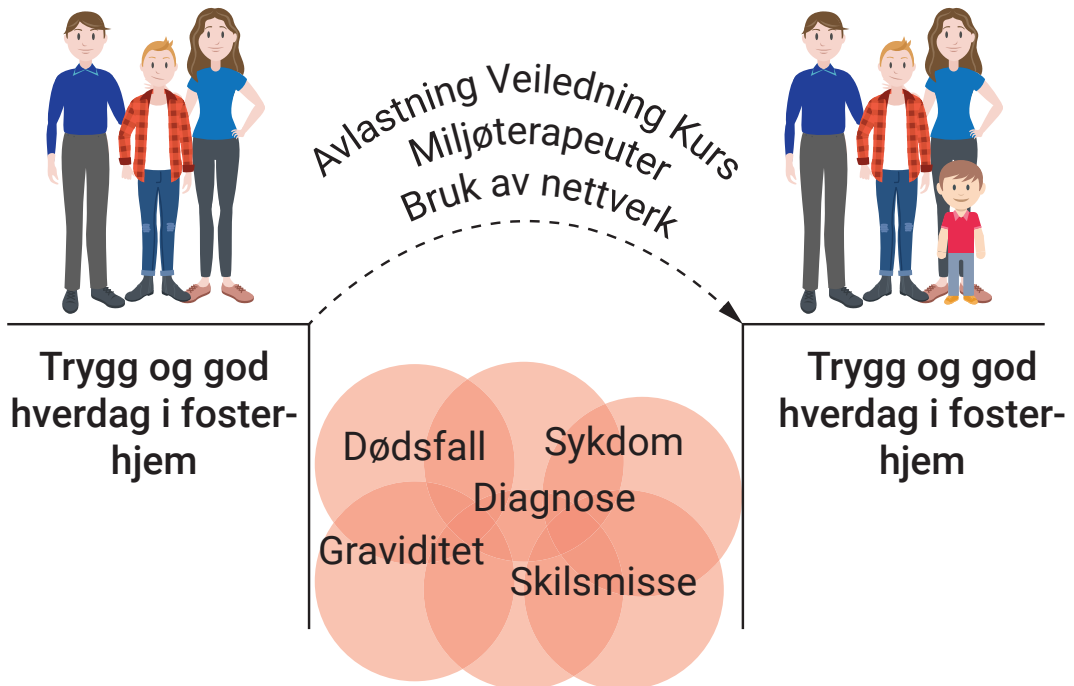 Avlastning Veiledning Kurs
Miljøterapeuter
Bruk av nettverk
Trygg og god
hverdag i foster-
hjem
Dødsfall
Sykdom
Diagnose
Graviditet
Skilsmisse
Trygg og god
hverdag i foster-
hjem